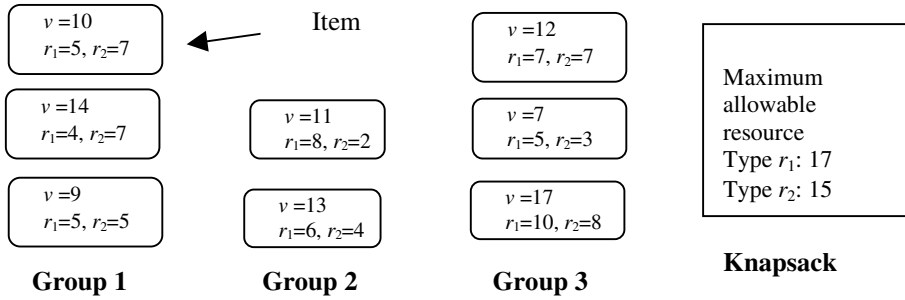 v =10
r₁=5, r₂=7
Item
v =14
r₁=4, r₂=7
v =9
r₁=5, r₂=5
Group 1
v =11
r₁=8, r₂=2
v =13
r₁=6, r₂=4
Group 2
v =12
r₁=7, r₂=7
v =7
r₁=5, r₂=3
v =17
r₁=10, r₂=8
Group 3
Maximum
allowable
resource
Type r₁: 17
Type r₂: 15
Knapsack